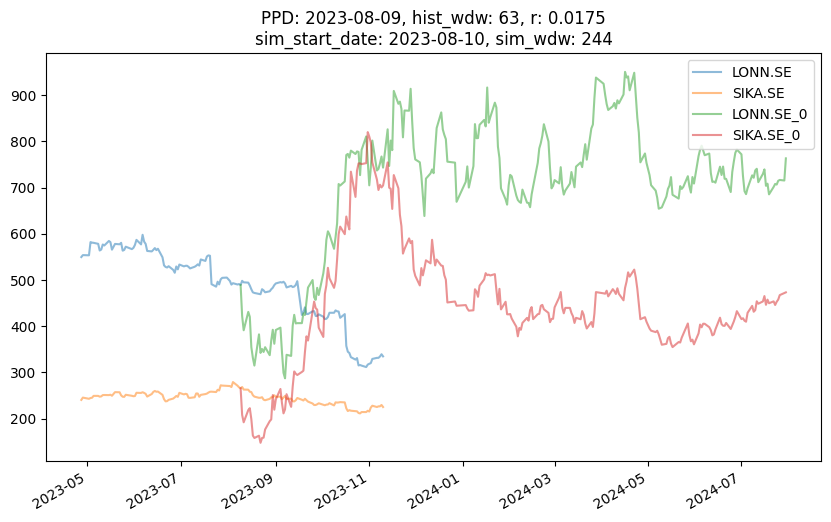 PPD: 2023-08-09, hist_wdw: 63, r: 0.0175
sim_start_date: 2023-08-10, sim_wdw: 244
LONN.SE
SIKA.SE
LONN.SE_0
SIKA.SE_0
900
800
700
600
500
400
300
200
2023-05
2023-07
2023-09
2023-11
2024-01
2024-03
2024-05
2024-07